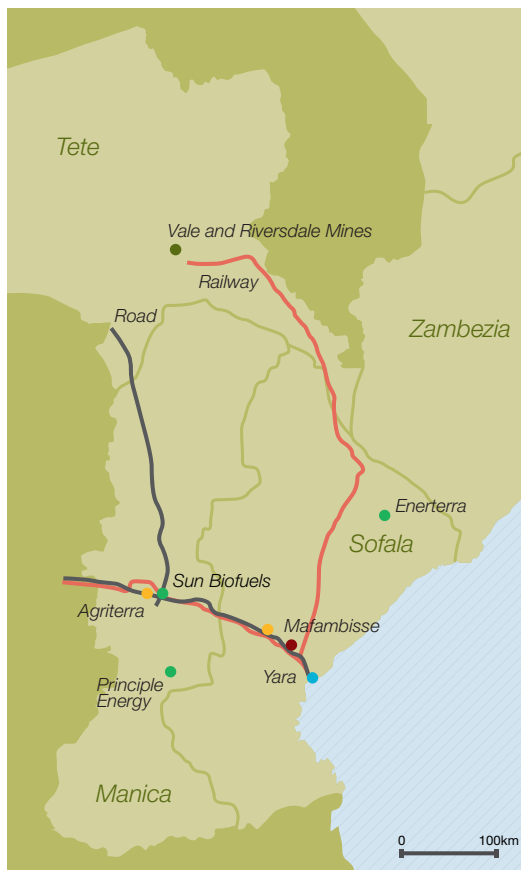 Tete
Vale and Riversdale Mines
Railway
Road
Zambezia
Enerterra
Sofala
Sun Biofuels
Agriterra
Mafambisse
Yara
Principle
Energy
Manica
0 100km